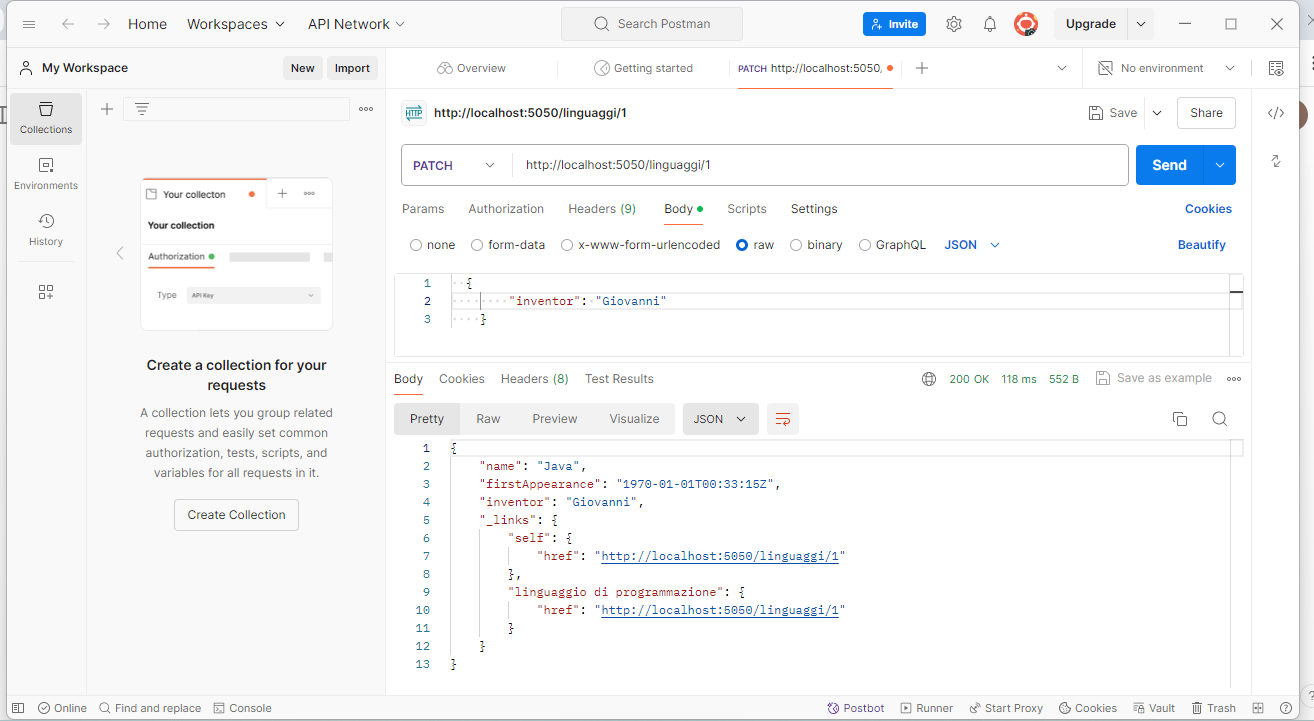 Home Workspaces API Network Search Postman Invite Upgrade
My Workspace New Import Overview Getting started PATCH http://localhost:5050, No environment
Collections
Environments
History
Your collecton
Your collection
Authorization
Type API Key
Create a collection for your
requests
A collection lets you group related
requests and easily set common
authorization, tests, scripts, and
variables for all requests in it.
Create Collection
HTTP http://localhost:5050/linguaggi/1 Save Share
PATCH http://localhost:5050/linguaggi/1 Send
Params Authorization Headers (9) Body Scripts Settings Cookies
none form-data x-www-form-urlencoded raw binary GraphQL JSON Beautify
1 {
2 "inventor": "Giovanni"
3 }
Body Cookies Headers (8) Test Results 200 OK 118 ms 552 B Save as example
Pretty Raw Preview Visualize JSON
1 {
2 "name": "Java",
3 "firstAppearance": "1970-01-01T00:33:15Z",
4 "inventor": "Giovanni",
5 "_links": {
6 "self": {
7 "href": "http://localhost:5050/linguaggi/1"
8 },
9 "linguaggio di programmazione": {
10 "href": "http://localhost:5050/linguaggi/1"
11 }
12 }
13 }
Online Find and replace Console Postbot Runner Start Proxy Cookies Vault Trash